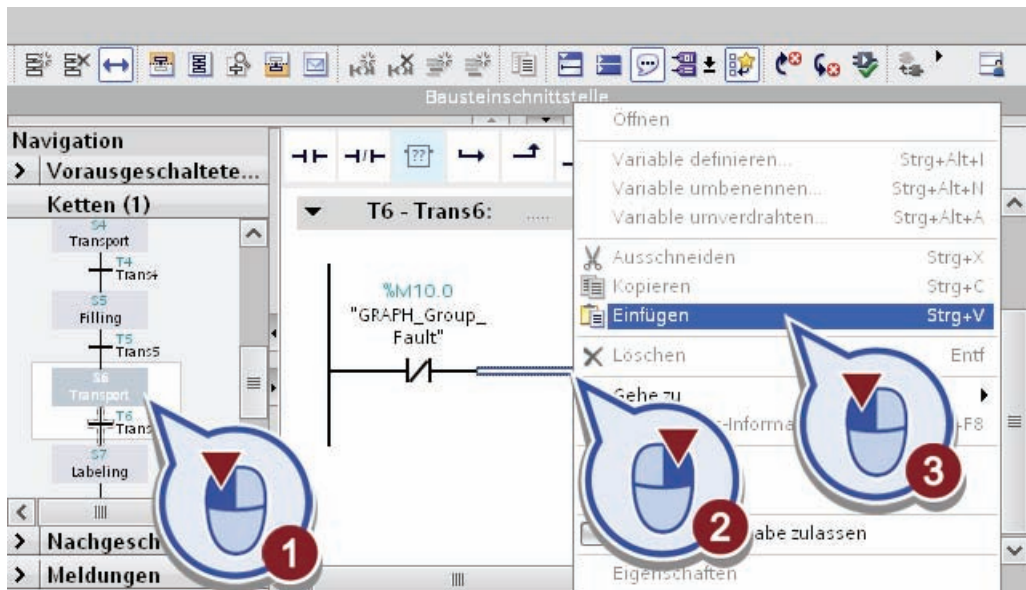 Bausteinschnittstelle
Navigation
Vorausgeschaltete...
Ketten (1)
S4
Transport
T4
Trans4
S5
Filling
T5
Trans5
S6
Transport
T6
Trans
S7
Labeling
Nachgesch
Meldungen
??
T6 - Trans6: .....
%M10.0
"GRAPH_Group_
Fault"
Öffnen
Variable definieren... Strg+Alt+I
Variable umbenennen... Strg+Alt+N
Variable umverdrahten... Strg+Alt+A
Ausschneiden Strg+X
Kopieren Strg+C
Einfügen Strg+V
Löschen Entf
Gehe zu
r-Informa +F8
abe zulassen
Eigenschaften
1
2
3